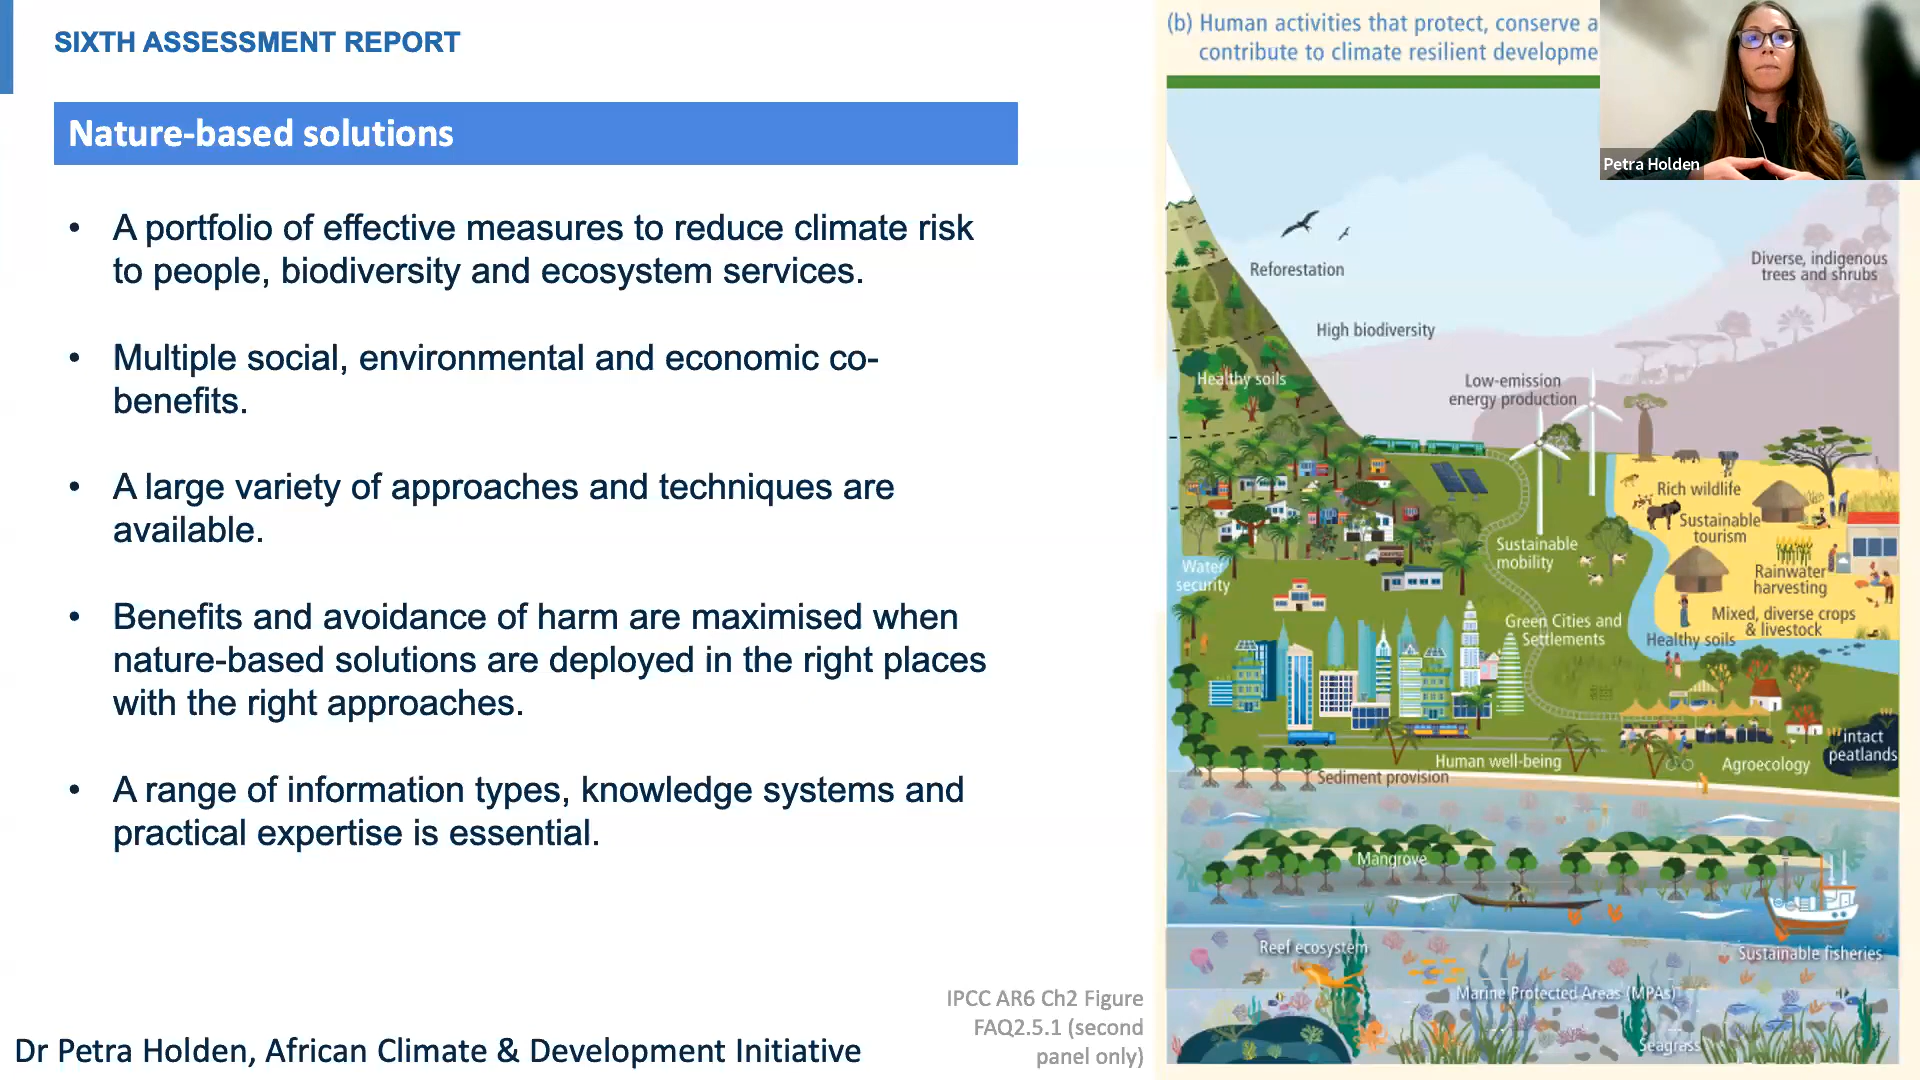 SIXTH ASSESSMENT REPORT
Nature-based solutions
• A portfolio of effective measures to reduce climate risk
to people, biodiversity and ecosystem services.
• Multiple social, environmental and economic co-
benefits.
• A large variety of approaches and techniques are
available.
• Benefits and avoidance of harm are maximised when
nature-based solutions are deployed in the right places
with the right approaches.
• A range of information types, knowledge systems and
practical expertise is essential.
IPCC AR6 Ch2 Figure
FAQ2.5.1 (second
panel only)
Dr Petra Holden, African Climate & Development Initiative
(b) Human activities that protect, conserve a
contribute to climate resilient developme
Petra Holden
Reforestation
Diverse, indigenous
trees and shrubs
High biodiversity
Healthy soils
Low-emission
energy production
Rich wildlife
Sustainable
tourism
Sustainable
mobility
Water
security
Rainwater
harvesting
Mixed, diverse crops
& livestock
Green Cities and
Settlements
Healthy soils
intact
peatlands
Human well-being
Agroecology
Sediment provision
Mangrove
Reef ecosystem
Sustainable fisheries
Marine Protected Areas (MPAs)
Seagrass